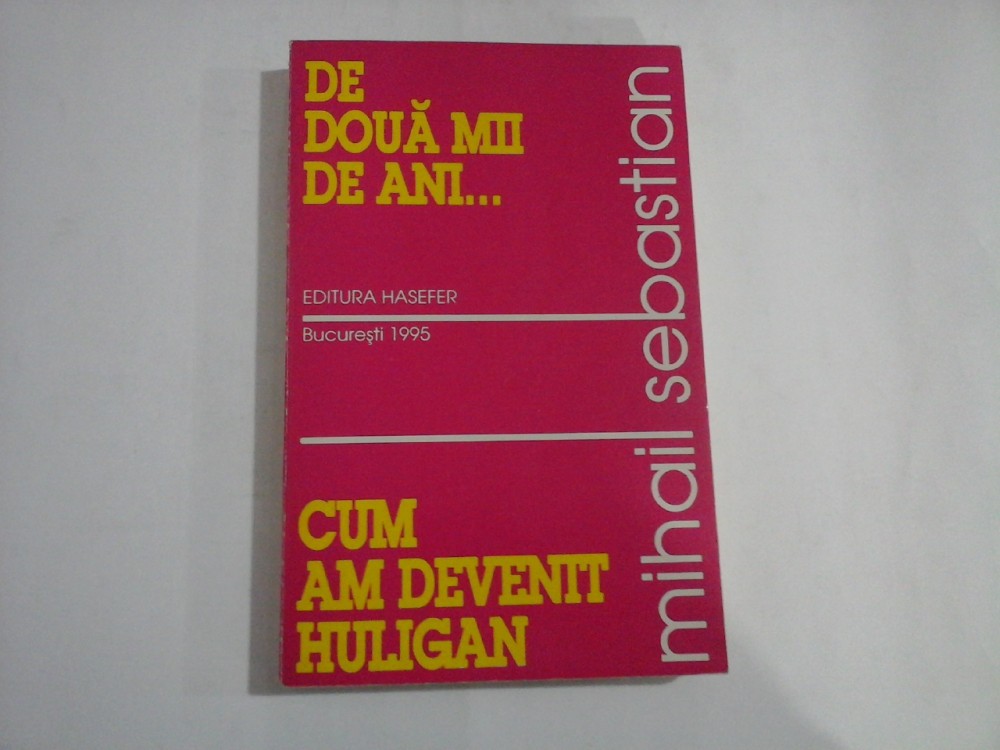 DE
DOUĂ MII
DE ANI...
EDITURA HASEFER
București 1995
CUM
AM DEVENIT
HULIGAN
mihail sebastian